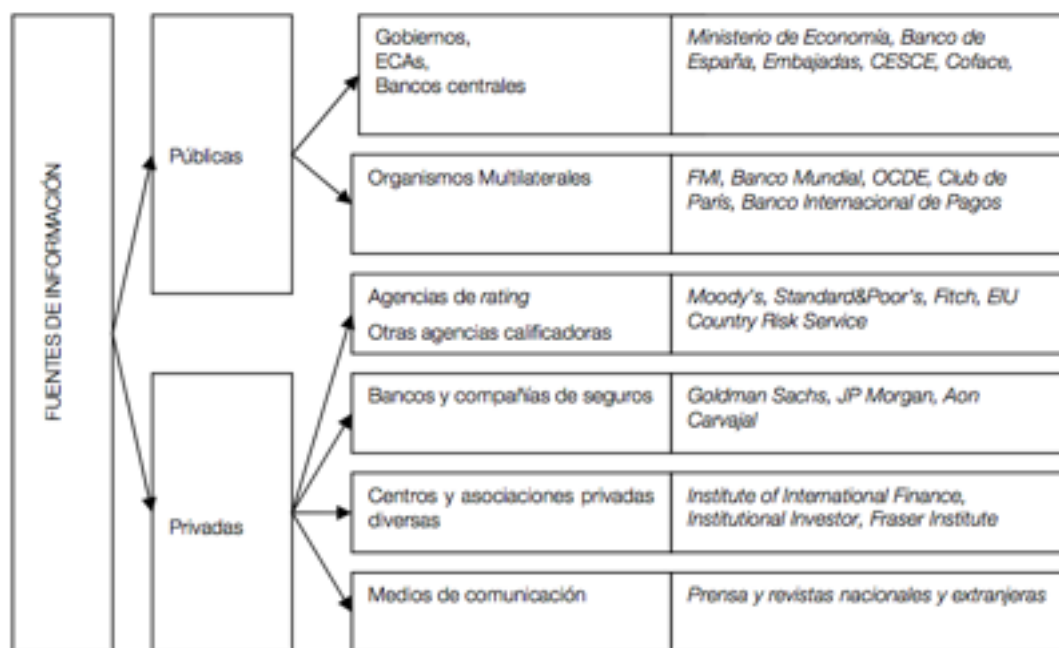 FUENTES DE INFORMACIÓN
Públicas
Gobiernos,
ECAs,
Bancos centrales
Ministerio de Economía, Banco de
España, Embajadas, CESCE, Coface,
Organismos Multilaterales
FMI, Banco Mundial, OCDE, Club de
París, Banco Internacional de Pagos
Privadas
Agencias de rating
Otras agencias calificadoras
Moody's, Standard&Poor's, Fitch, EIU
Country Risk Service
Bancos y compañías de seguros
Goldman Sachs, JP Morgan, Aon
Carvajal
Centros y asociaciones privadas
diversas
Institute of International Finance,
Institutional Investor, Fraser Institute
Medios de comunicación
Prensa y revistas nacionales y extranjeras